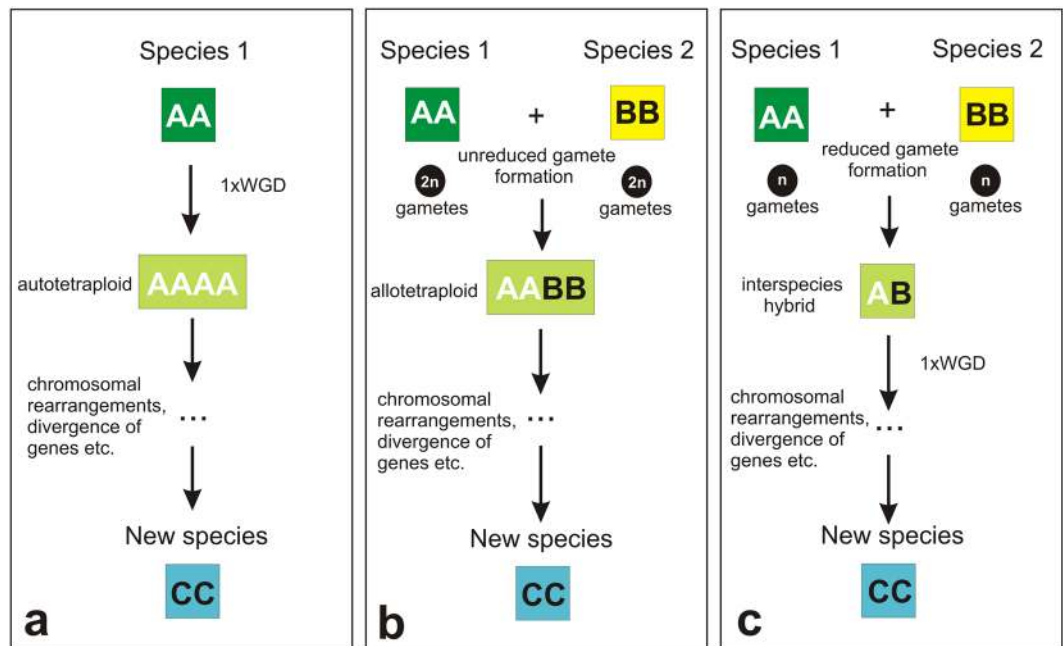 Species 1
AA
1xWGD
autotetraploid
AAAA
chromosomal
rearrangements,
divergence of
genes etc.
...
New species
CC
a
Species 1
Species 2
AA
+
BB
unreduced gamete
formation
2n
gametes
2n
gametes
allotetraploid
AABB
chromosomal
rearrangements,
divergence of
genes etc.
...
New species
CC
b
Species 1
Species 2
AA
+
BB
reduced gamete
formation
n
gametes
n
gametes
interspecies
hybrid
AB
1xWGD
chromosomal
rearrangements,
divergence of
genes etc.
...
New species
CC
c